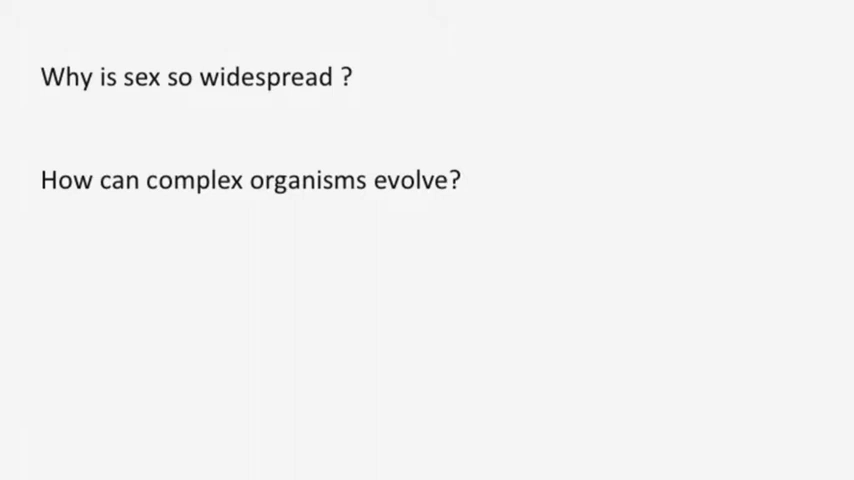 Why is sex so widespread ?
How can complex organisms evolve?